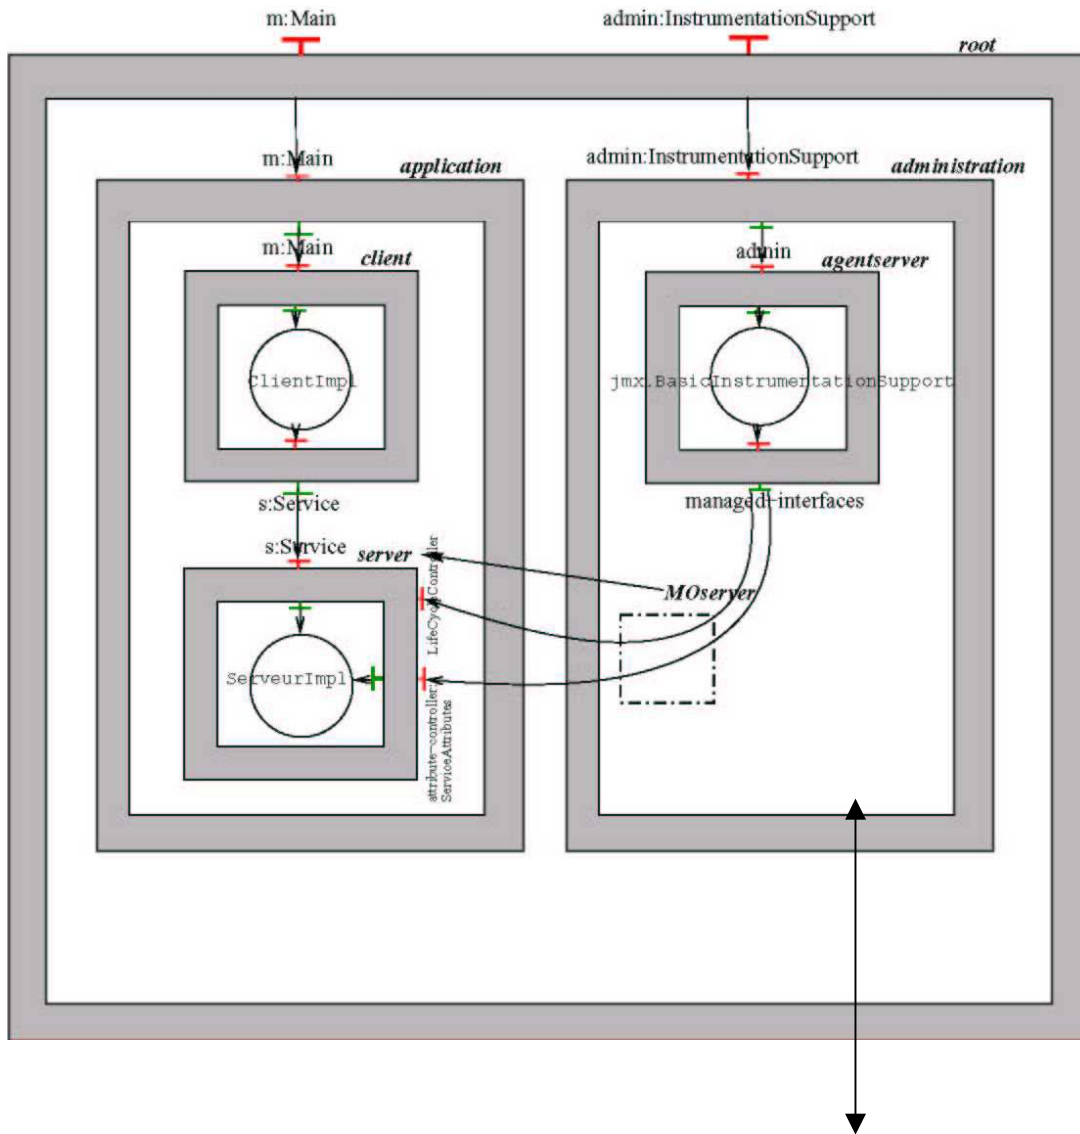 m:Main
admin:InstrumentationSupport
root
m:Main
application
admin:InstrumentationSupport
administration
m:Main
client
admin
agentserver
ClientImpl
jmx.BasicInstrumentationSupport
s:Service
managed-interfaces
s:Service
server
LifeCycleController
MOserver
ServeurImpl
attribute-controller:
ServiceAttributes